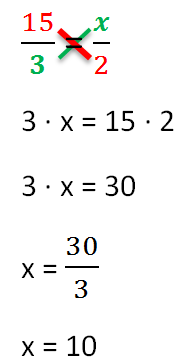 15/3 = x/2
3 · x = 15 · 2
3 · x = 30
x = 30/3
x = 10